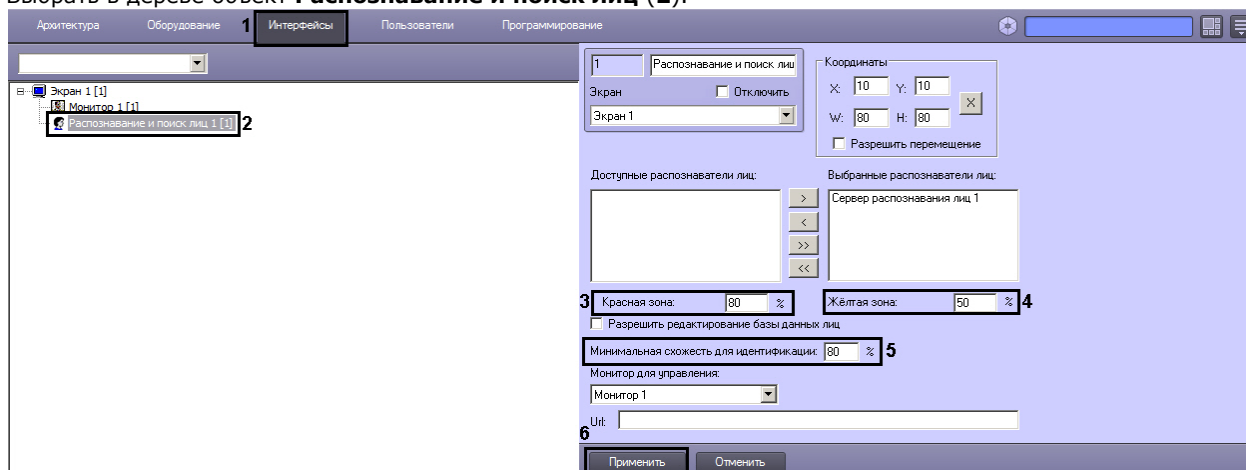 Выбрать в дереве объект Распознавание и поиск лиц (2).
Архитектура Оборудование 1 Интерфейсы Пользователи Программирование
Экран 1 [1]
Монитор 1 [1]
Распознавание и поиск лиц 1 [1] 2
1 Распознавание и поиск лиц
Экран Отключить
Экран 1
Координаты
X: 10 Y: 10
W: 80 H: 80
X
Разрешить перемещение
Доступные распознаватели лиц:
Выбранные распознаватели лиц:
Сервер распознавания лиц 1
>
<
>>
<<
3 Красная зона: 80 %
Жёлтая зона: 50 % 4
Разрешить редактирование базы данных лиц
Минимальная схожесть для идентификации: 80 % 5
Монитор для управления:
Монитор 1
Url:
6
Применить Отменить